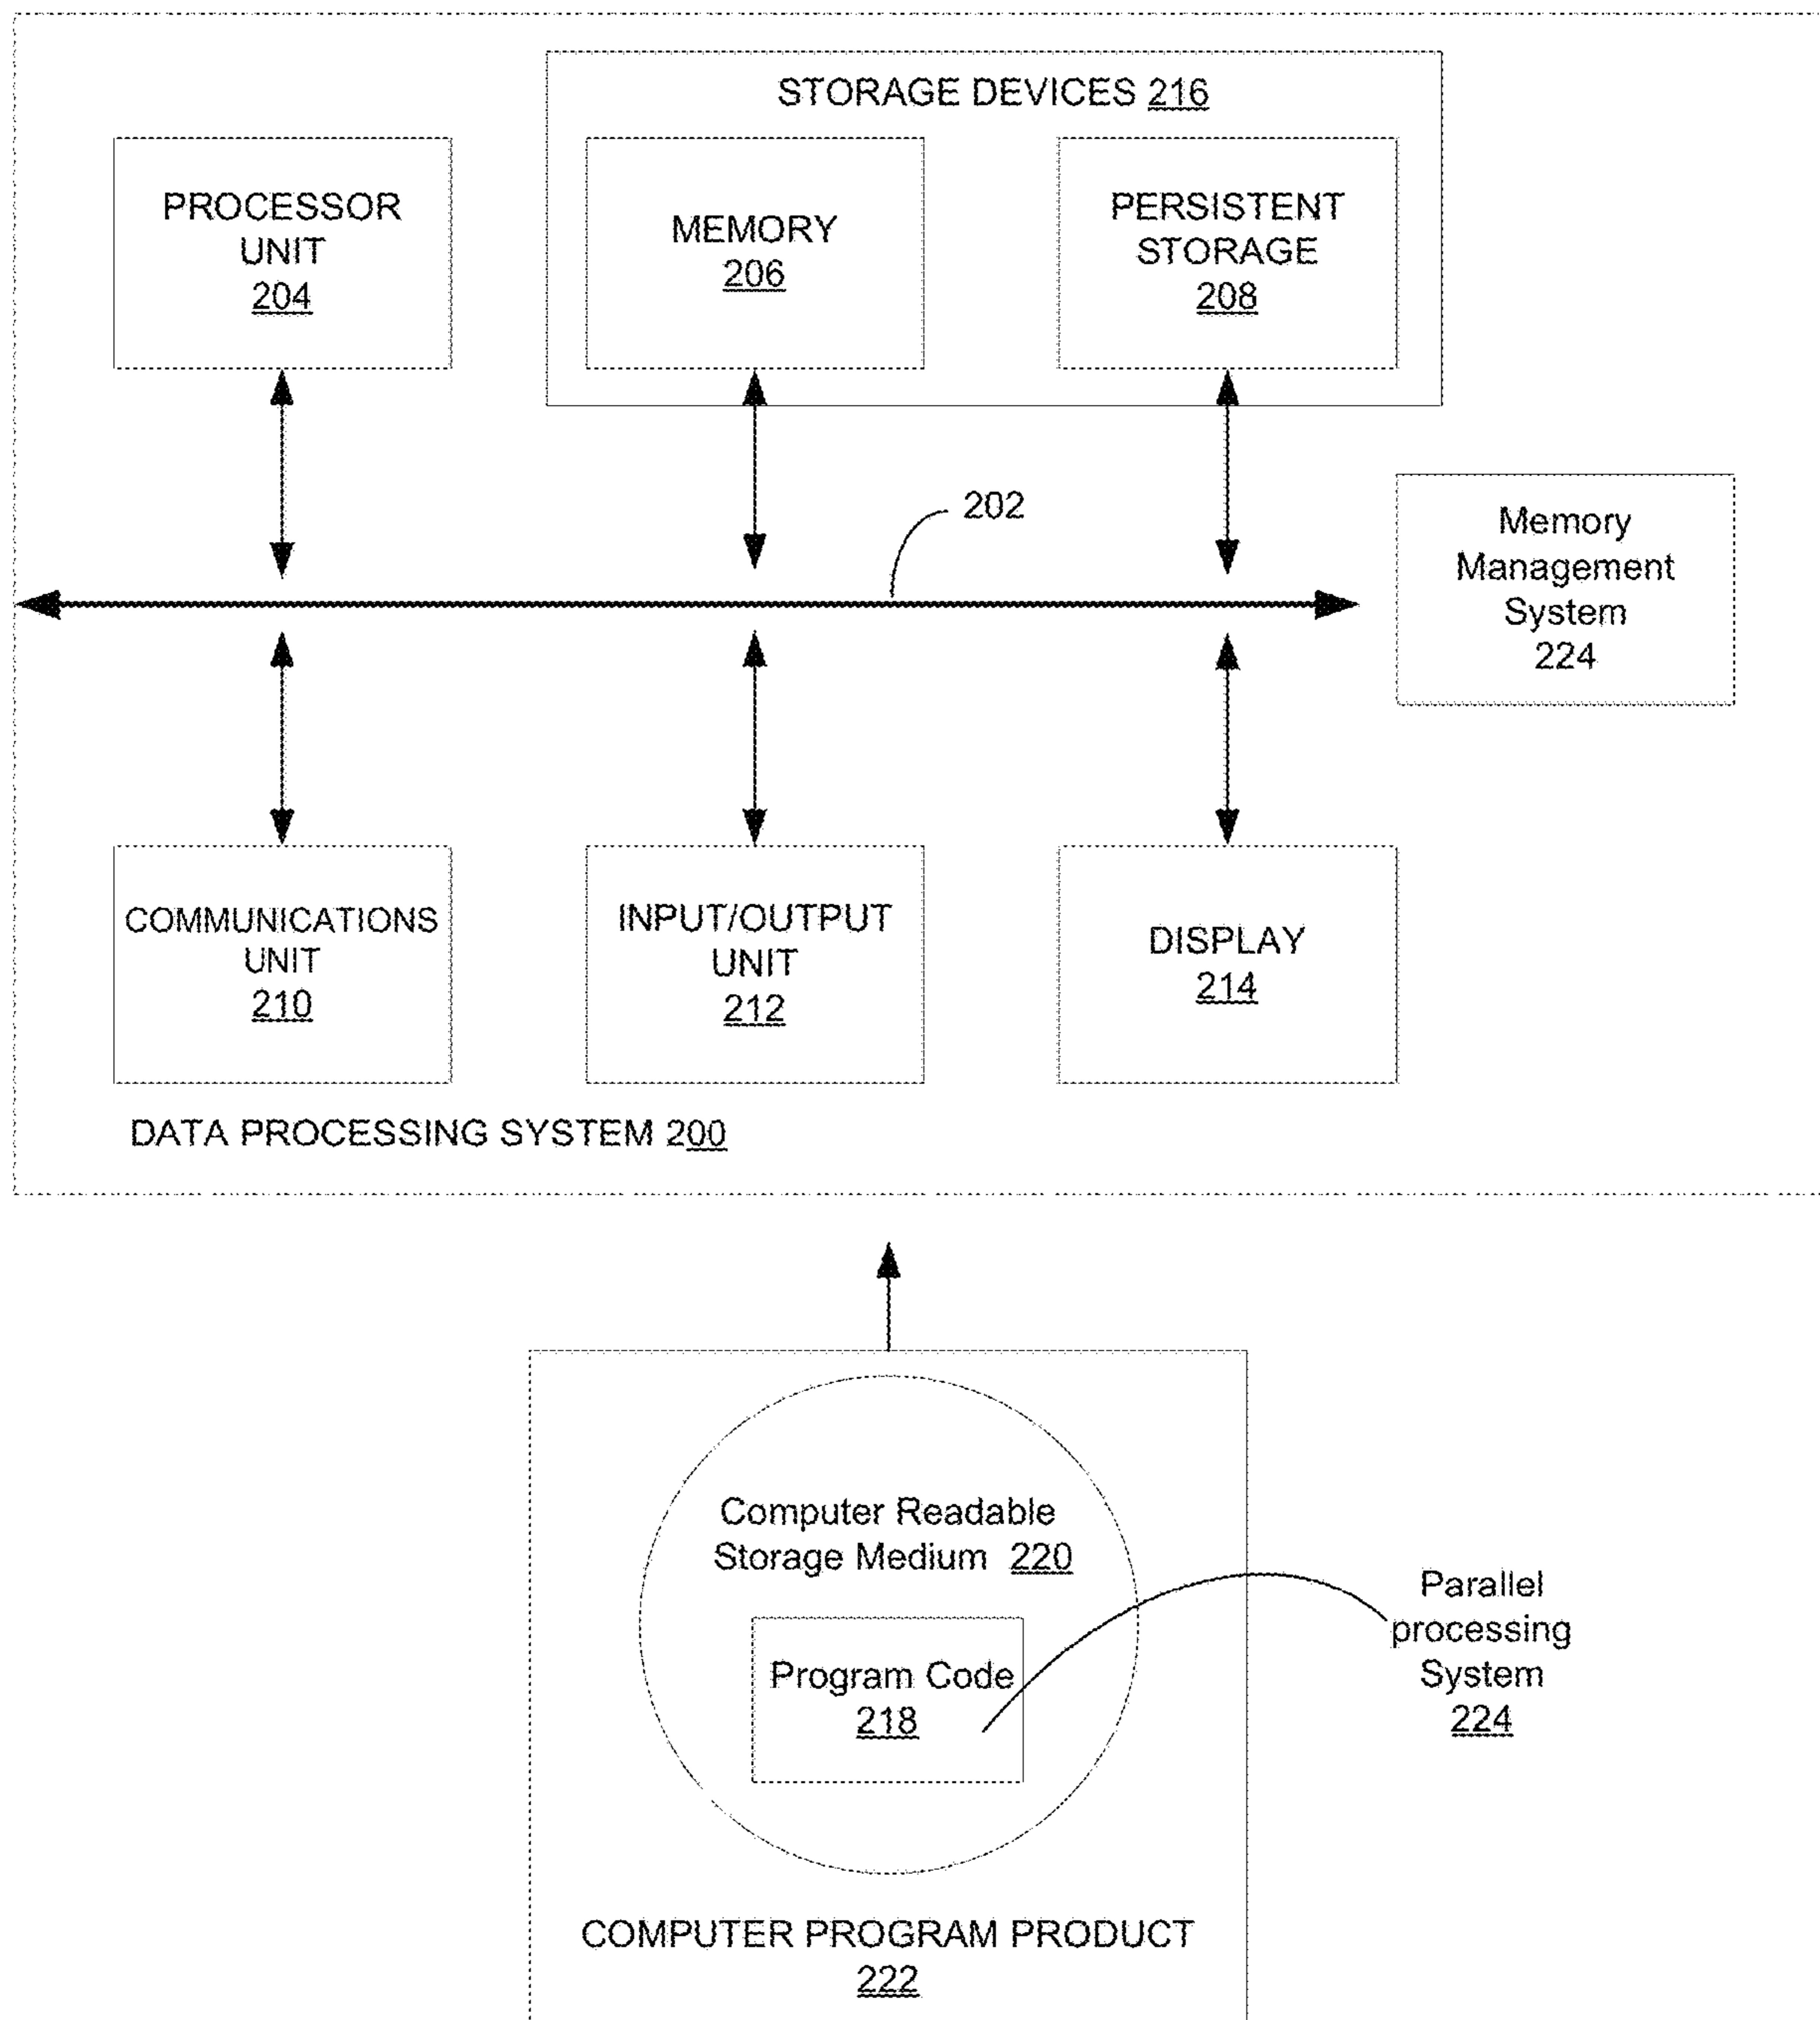 STORAGE DEVICES 216
PROCESSOR
UNIT
204
MEMORY
206
PERSISTENT
STORAGE
208
202
Memory
Management
System
224
COMMUNICATIONS
UNIT
210
INPUT/OUTPUT
UNIT
212
DISPLAY
214
DATA PROCESSING SYSTEM 200
Computer Readable
Storage Medium 220
Program Code
218
Parallel
processing
System
224
COMPUTER PROGRAM PRODUCT
222